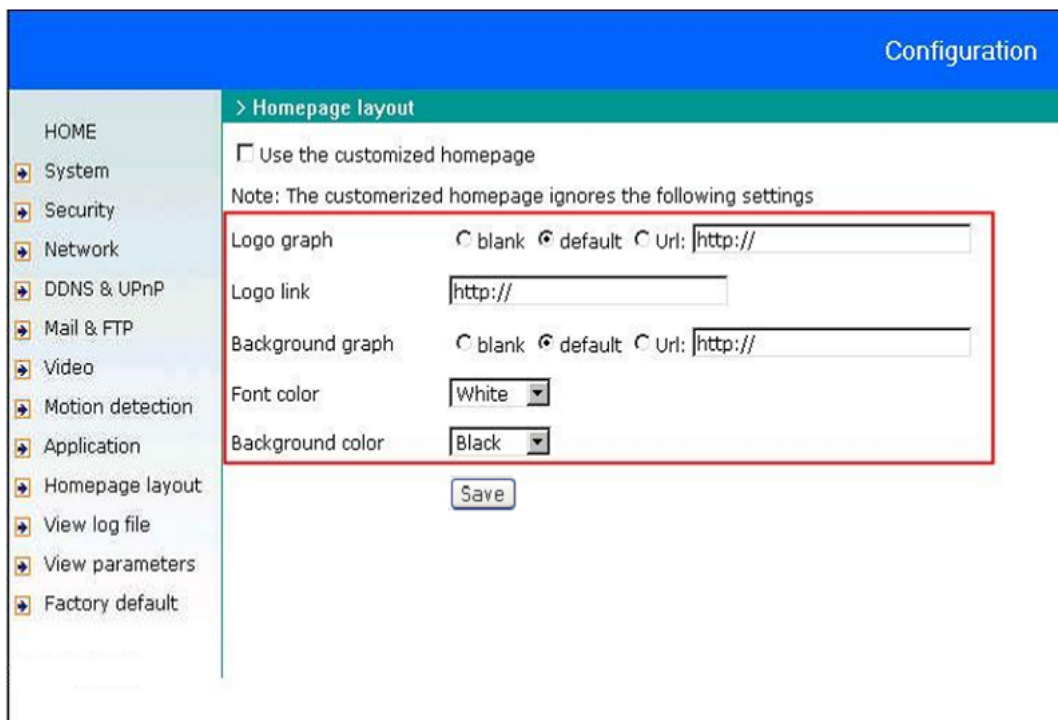 Configuration
HOME
System
Security
Network
DDNS & UPnP
Mail & FTP
Video
Motion detection
Application
Homepage layout
View log file
View parameters
Factory default
> Homepage layout
Use the customized homepage
Note: The customerized homepage ignores the following settings
Logo graph blank default Url: http://
Logo link http://
Background graph blank default Url: http://
Font color White
Background color Black
Save